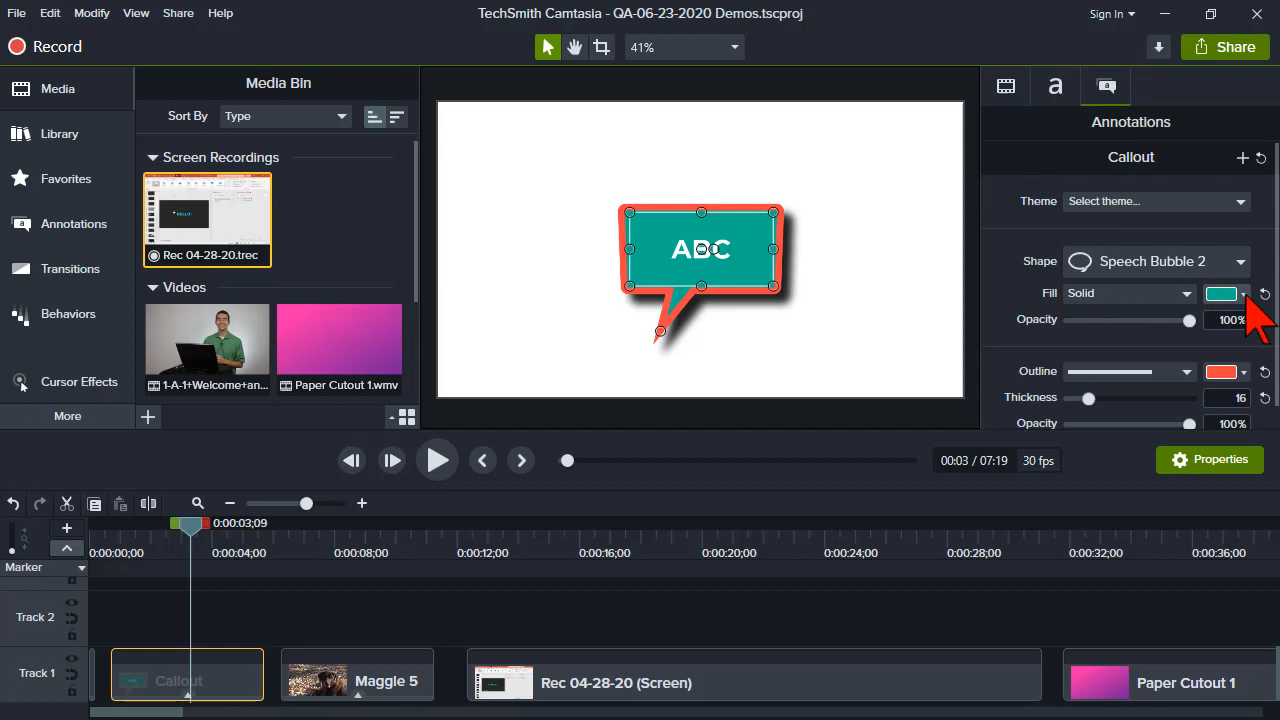 File Edit Modify View Share Help
TechSmith Camtasia - QA-06-23-2020 Demos.tscproj
Sign In
Record
41%
Share
Media
Library
Favorites
Annotations
Transitions
Behaviors
Cursor Effects
More
Media Bin
Sort By Type
Screen Recordings
Rec 04-28-20.trec
Videos
1-A-1+Welcome+an...
Paper Cutout 1.wmv
ABC
a
Annotations
Callout
Theme Select theme...
Shape Speech Bubble 2
Fill Solid
Opacity 100%
Outline
Thickness 16
Opacity 100%
00:03 / 07:19 30 fps
Properties
0:00:03;09
0:00:00;00 0:00:04;00 0:00:08;00 0:00:12;00 0:00:16;00 0:00:20;00 0:00:24;00 0:00:28;00 0:00:32;00 0:00:36;00
Marker
Track 2
Track 1
Callout
Maggle 5
Rec 04-28-20 (Screen)
Paper Cutout 1